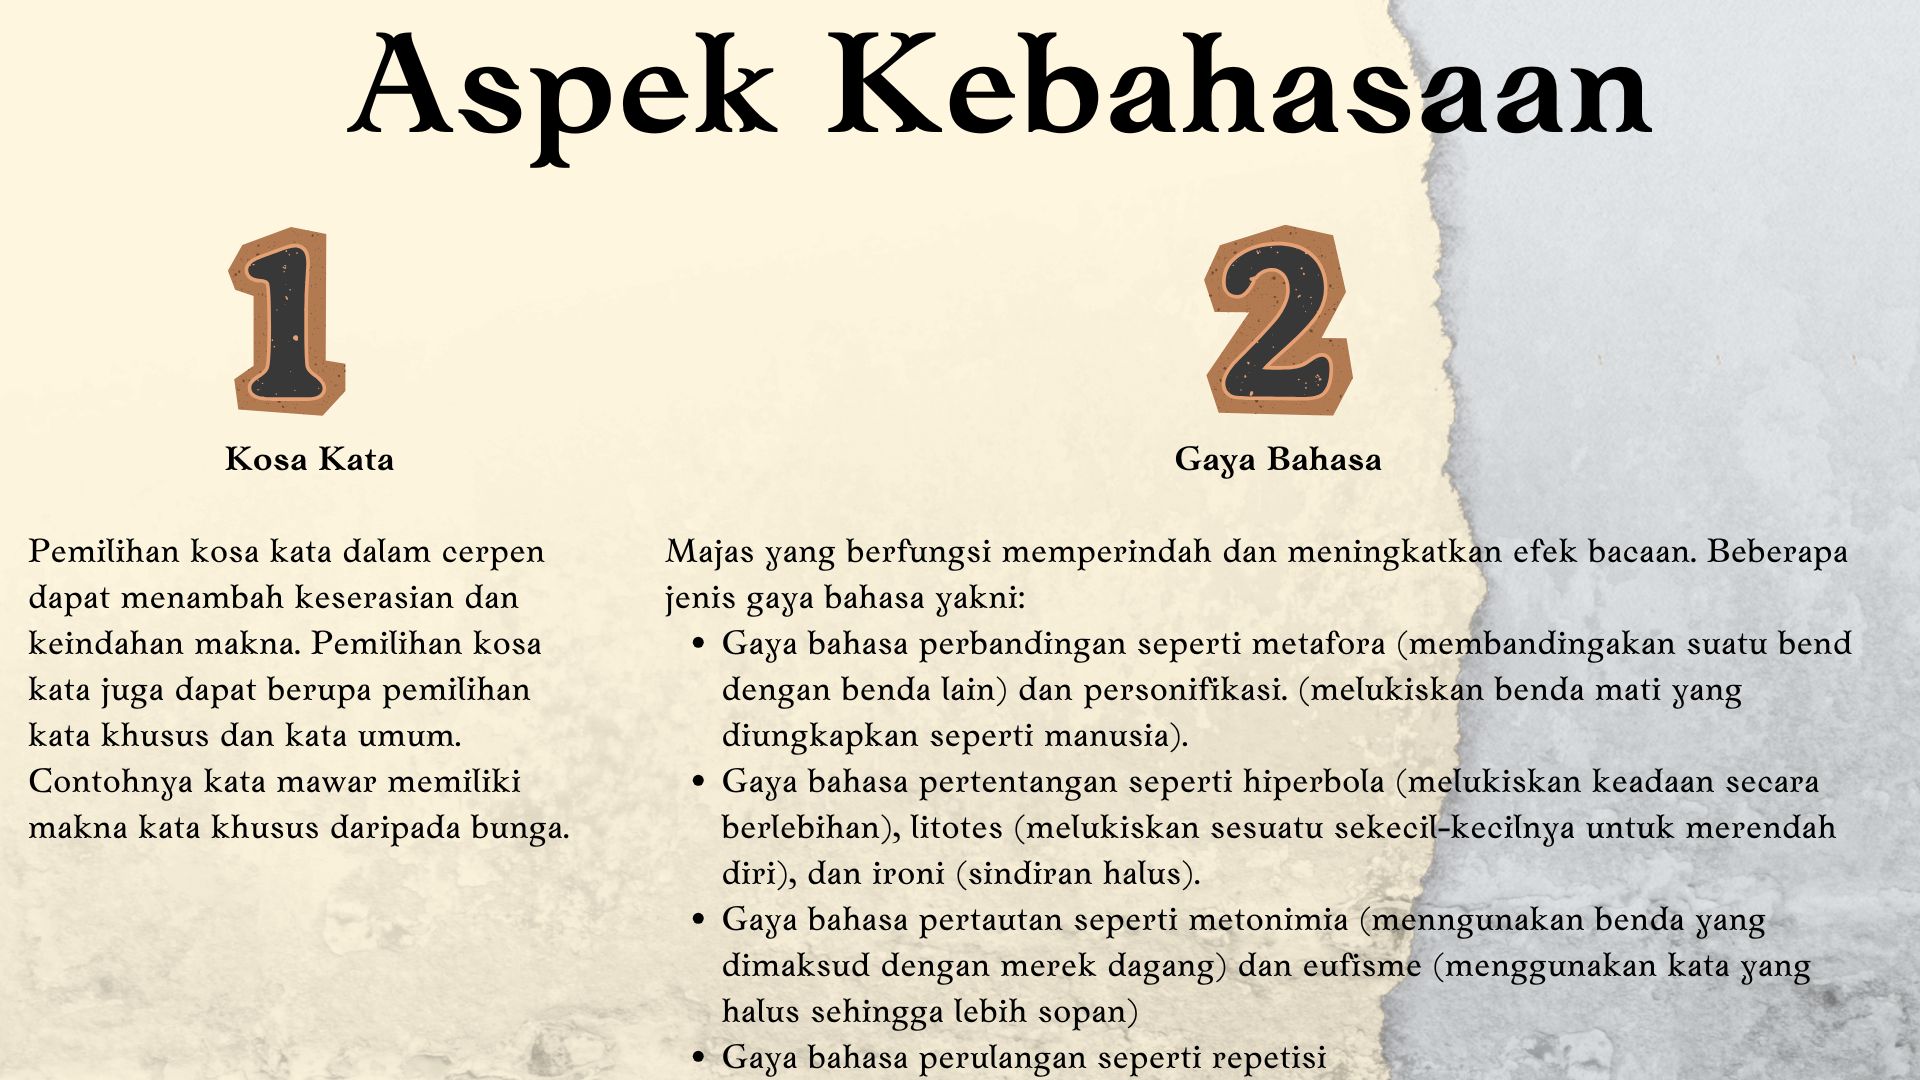 Aspek Kebahasaan
1
Kosa Kata
Pemilihan kosa kata dalam cerpen
dapat menambah keserasian dan
keindahan makna. Pemilihan kosa
kata juga dapat berupa pemilihan
kata khusus dan kata umum.
Contohnya kata mawar memiliki
makna kata khusus daripada bunga.
2
Gaya Bahasa
Majas yang berfungsi memperindah dan meningkatkan efek bacaan. Beberapa
jenis gaya bahasa yakni:
• Gaya bahasa perbandingan seperti metafora (membandingakan suatu bend
dengan benda lain) dan personifikasi. (melukiskan benda mati yang
diungkapkan seperti manusia).
• Gaya bahasa pertentangan seperti hiperbola (melukiskan keadaan secara
berlebihan), litotes (melukiskan sesuatu sekecil-kecilnya untuk merendah
diri), dan ironi (sindiran halus).
• Gaya bahasa pertautan seperti metonimia (menngunakan benda yang
dimaksud dengan merek dagang) dan eufisme (menggunakan kata yang
halus sehingga lebih sopan)
• Gaya bahasa perulangan seperti repetisi